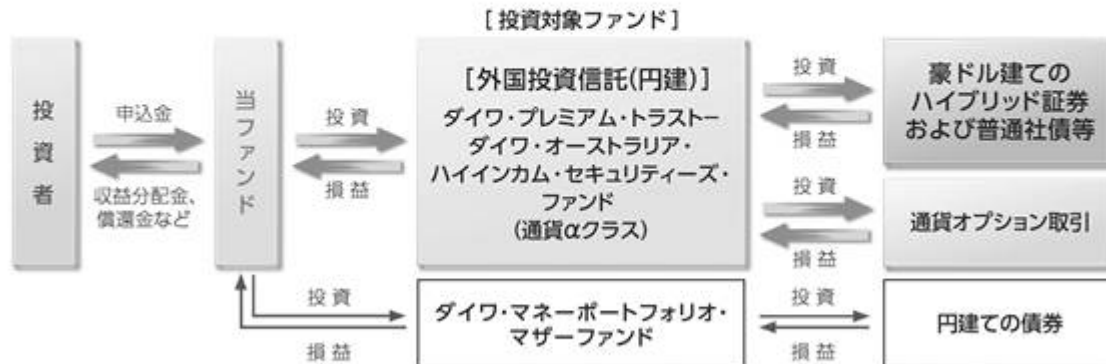 [投資対象ファンド]
投資者
申込金
収益分配金、
償還金など
当ファンド
投資
損益
[外国投資信託(円建)]
ダイワ・プレミアム・トラスト－
ダイワ・オーストラリア・
ハイインカム・セキュリティーズ・
ファンド
(通貨αクラス)
投資
損益
豪ドル建ての
ハイブリッド証券
および普通社債等
投資
損益
通貨オプション取引
投資
損益
ダイワ・マネーポートフォリオ・
マザーファンド
投資
損益
円建ての債券